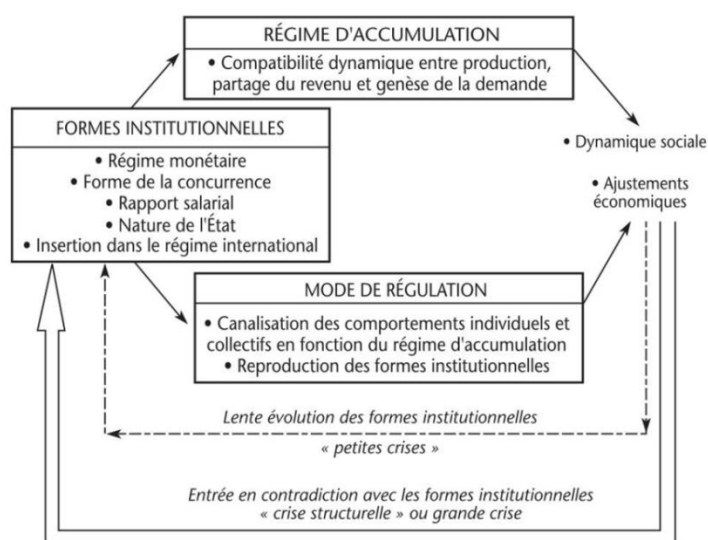 RÉGIME D'ACCUMULATION
• Compatibilité dynamique entre production,
partage du revenu et genèse de la demande
FORMES INSTITUTIONNELLES
• Régime monétaire
• Forme de la concurrence
• Rapport salarial
• Nature de l'État
• Insertion dans le régime international
• Dynamique sociale
• Ajustements
économiques
MODE DE RÉGULATION
• Canalisation des comportements individuels et
collectifs en fonction du régime d'accumulation
• Reproduction des formes institutionnelles
Lente évolution des formes institutionnelles
« petites crises »
Entrée en contradiction avec les formes institutionnelles
« crise structurelle » ou grande crise